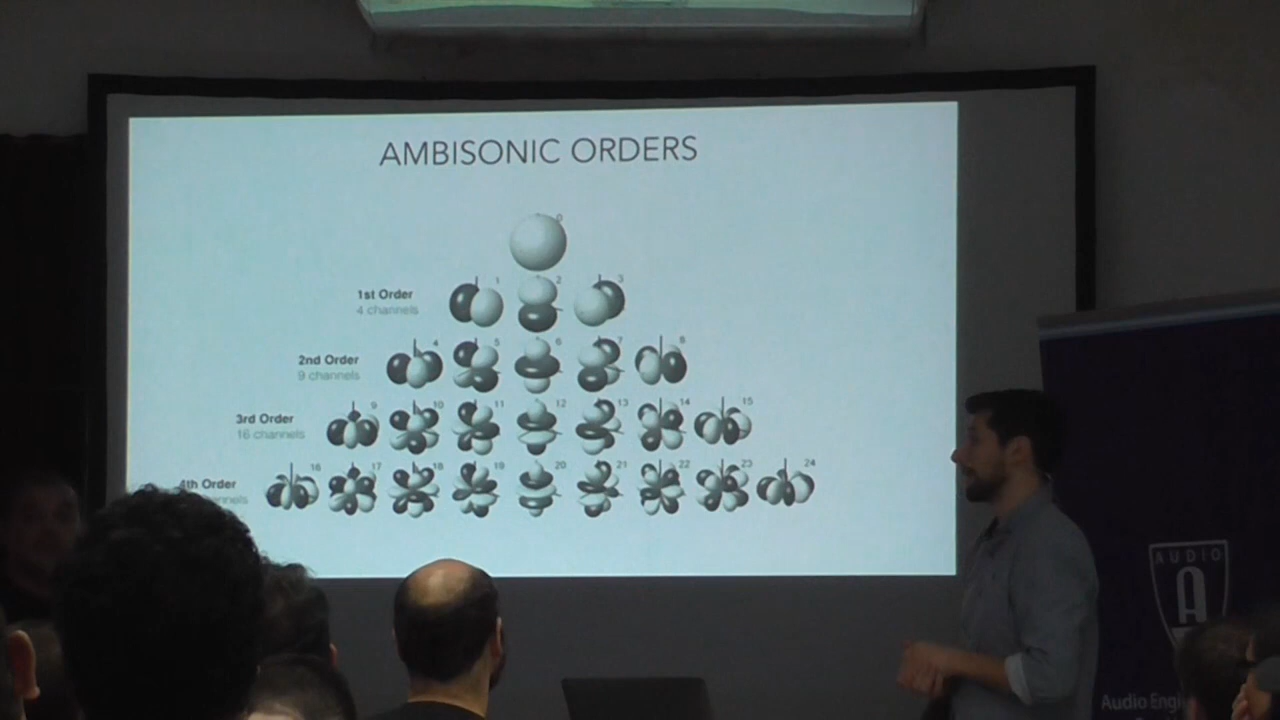 AMBISONIC ORDERS
0
1st Order 1 2 3
4 channels
2nd Order 4 5 6 7 8
9 channels
3rd Order 9 10 11 12 13 14 15
16 channels
4th Order 16 17 18 19 20 21 22 23 24
AUDIO
A
Audio